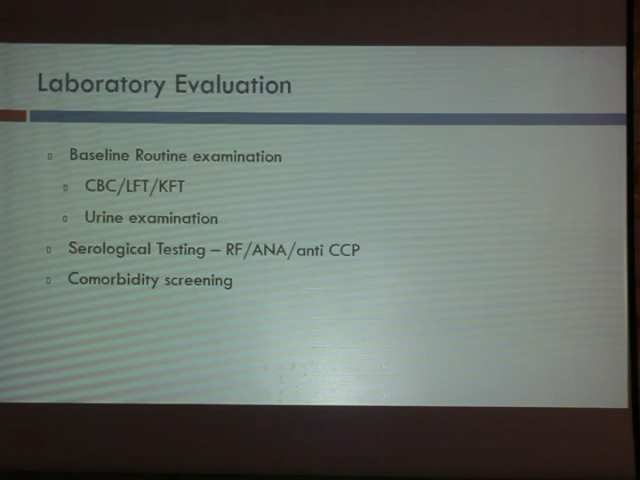 Laboratory Evaluation
Baseline Routine examination
CBC/LFT/KFT
Urine examination
Serological Testing – RF/ANA/anti CCP
Comorbidity screening